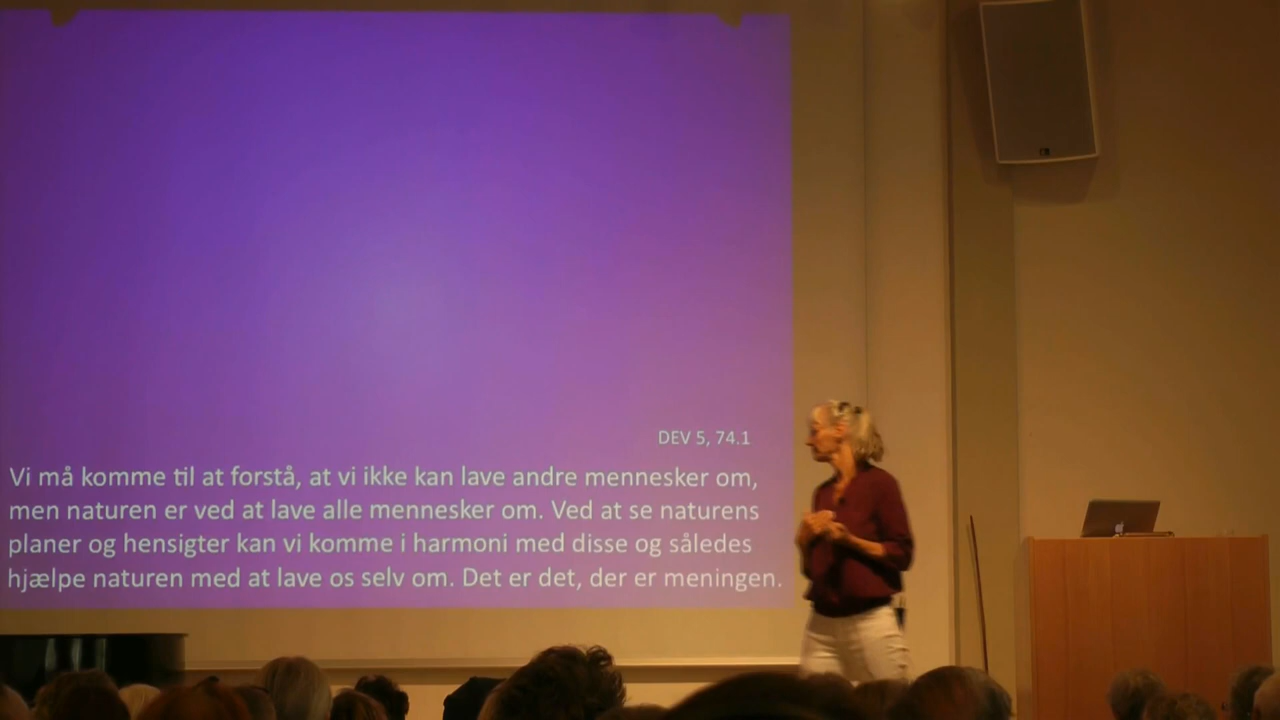 DEV 5, 74.1
Vi må komme til at forstå, at vi ikke kan lave andre mennesker om,
men naturen er ved at lave alle mennesker om. Ved at se naturens
planer og hensigter kan vi komme i harmoni med disse og således
hjælpe naturen med at lave os selv om. Det er det, der er meningen.